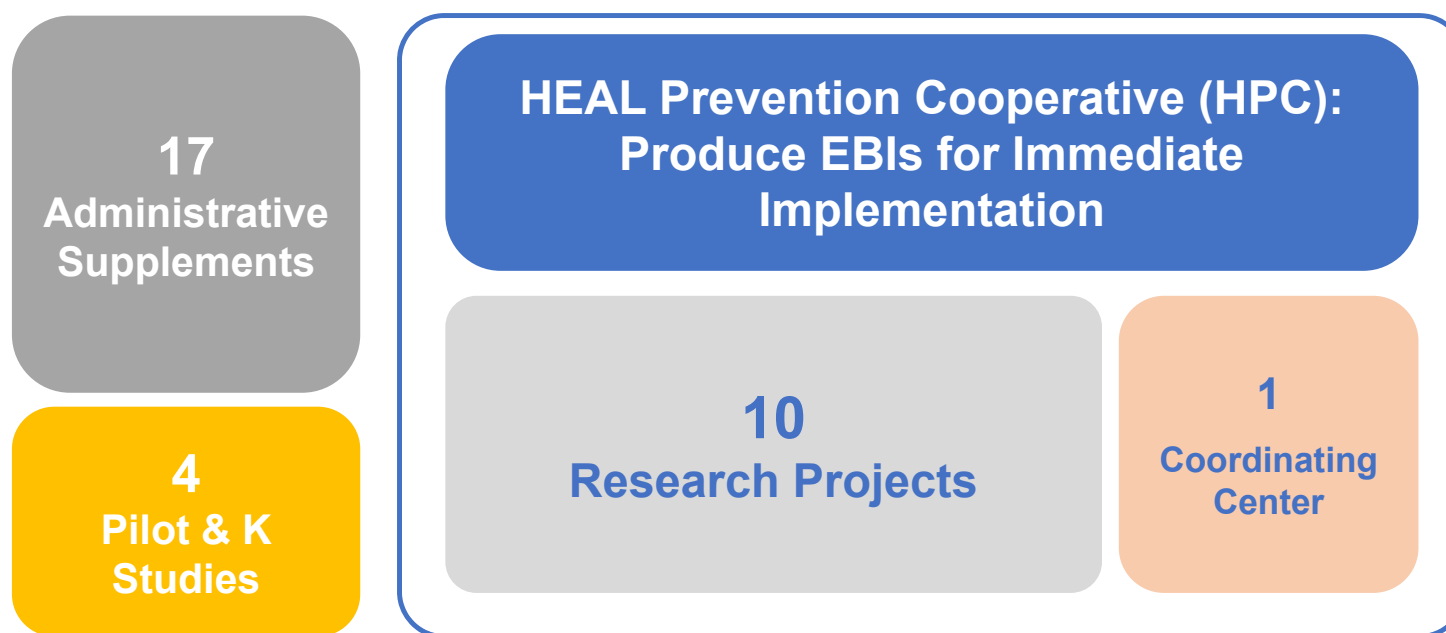 17
Administrative
Supplements
4
Pilot & K
Studies
HEAL Prevention Cooperative (HPC):
Produce EBIs for Immediate
Implementation
10
Research Projects
1
Coordinating
Center